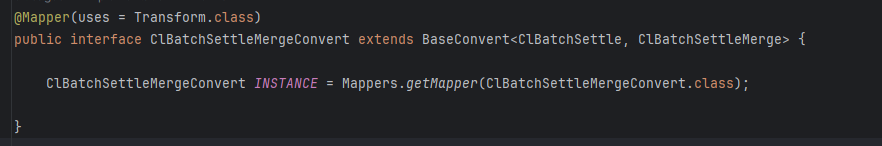 @Mapper(uses = Transform.class)
public interface ClBatchSettleMergeConvert extends BaseConvert<ClBatchSettle, ClBatchSettleMerge> {
ClBatchSettleMergeConvert INSTANCE = Mappers.getMapper(ClBatchSettleMergeConvert.class);
}